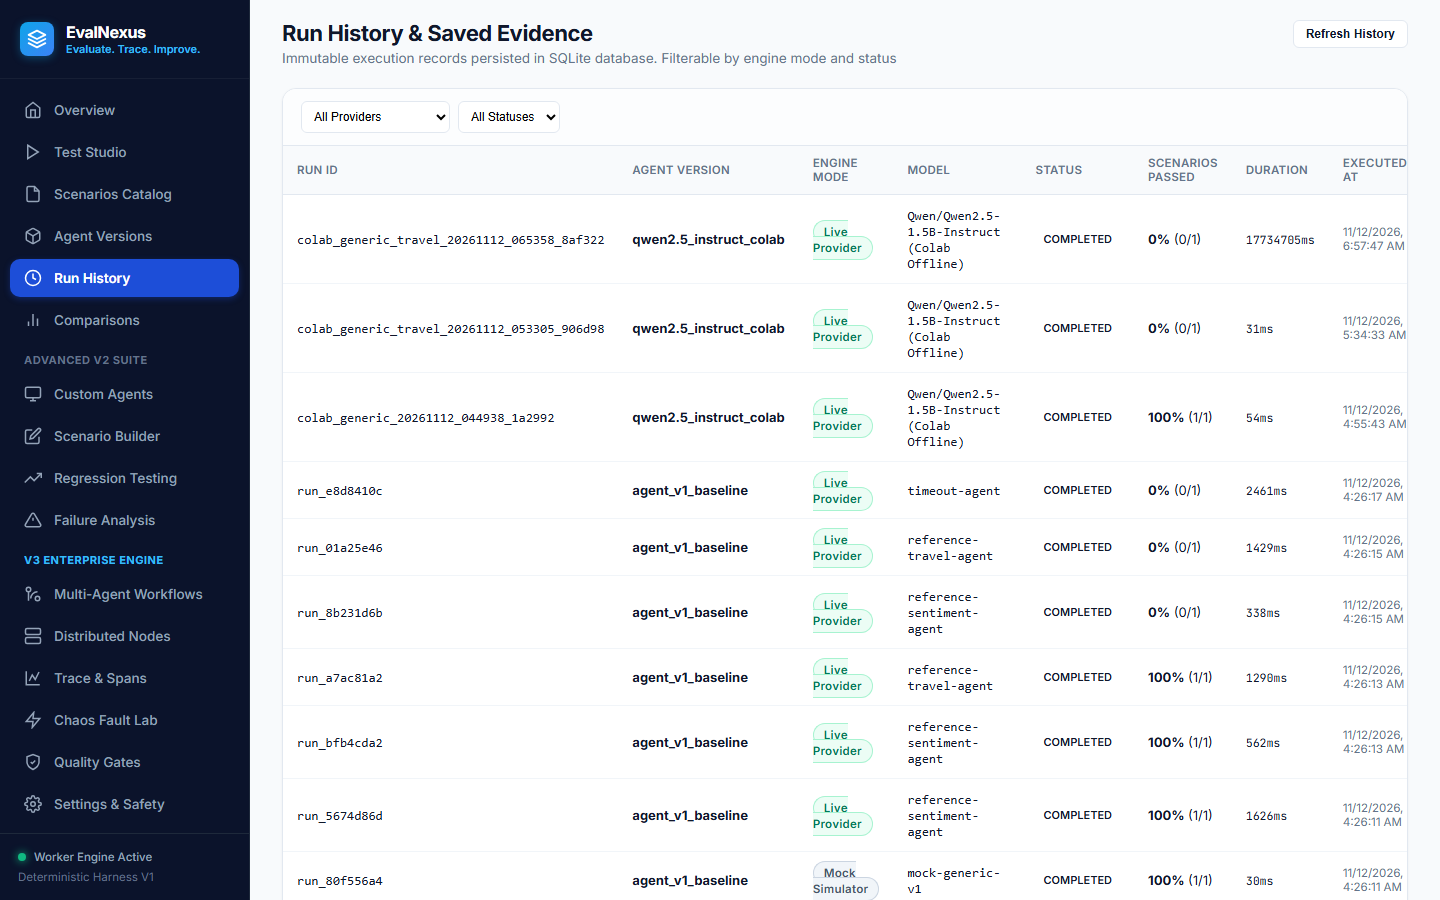 EvalNexus
Evaluate. Trace. Improve.
Overview
Test Studio
Scenarios Catalog
Agent Versions
Run History
Comparisons
ADVANCED V2 SUITE
Custom Agents
Scenario Builder
Regression Testing
Failure Analysis
V3 ENTERPRISE ENGINE
Multi-Agent Workflows
Distributed Nodes
Trace & Spans
Chaos Fault Lab
Quality Gates
Settings & Safety
Worker Engine Active
Deterministic Harness V1
Run History & Saved Evidence
Immutable execution records persisted in SQLite database. Filterable by engine mode and status
Refresh History
All Providers
All Statuses
RUN ID
AGENT VERSION
ENGINE
MODE
MODEL
STATUS
SCENARIOS
PASSED
DURATION
EXECUTED
AT
colab_generic_travel_20261112_065358_8af322
qwen2.5_instruct_colab
Live
Provider
Qwen/Qwen2.5-
1.5B-Instruct
(Colab
Offline)
COMPLETED
0% (0/1)
17734705ms
11/12/2026,
6:57:47 AM
colab_generic_travel_20261112_053305_906d98
qwen2.5_instruct_colab
Live
Provider
Qwen/Qwen2.5-
1.5B-Instruct
(Colab
Offline)
COMPLETED
0% (0/1)
31ms
11/12/2026,
5:34:33 AM
colab_generic_20261112_044938_1a2992
qwen2.5_instruct_colab
Live
Provider
Qwen/Qwen2.5-
1.5B-Instruct
(Colab
Offline)
COMPLETED
100% (1/1)
54ms
11/12/2026,
4:55:43 AM
run_e8d8410c
agent_v1_baseline
Live
Provider
timeout-agent
COMPLETED
0% (0/1)
2461ms
11/12/2026,
4:26:17 AM
run_01a25e46
agent_v1_baseline
Live
Provider
reference-
travel-agent
COMPLETED
0% (0/1)
1429ms
11/12/2026,
4:26:15 AM
run_8b231d6b
agent_v1_baseline
Live
Provider
reference-
sentiment-
agent
COMPLETED
0% (0/1)
338ms
11/12/2026,
4:26:15 AM
run_a7ac81a2
agent_v1_baseline
Live
Provider
reference-
travel-agent
COMPLETED
100% (1/1)
1290ms
11/12/2026,
4:26:13 AM
run_bfb4cda2
agent_v1_baseline
Live
Provider
reference-
sentiment-
agent
COMPLETED
100% (1/1)
562ms
11/12/2026,
4:26:13 AM
run_5674d86d
agent_v1_baseline
Live
Provider
reference-
sentiment-
agent
COMPLETED
100% (1/1)
1626ms
11/12/2026,
4:26:11 AM
run_80f556a4
agent_v1_baseline
Mock
Simulator
mock-generic-
v1
COMPLETED
100% (1/1)
30ms
11/12/2026,
4:26:11 AM